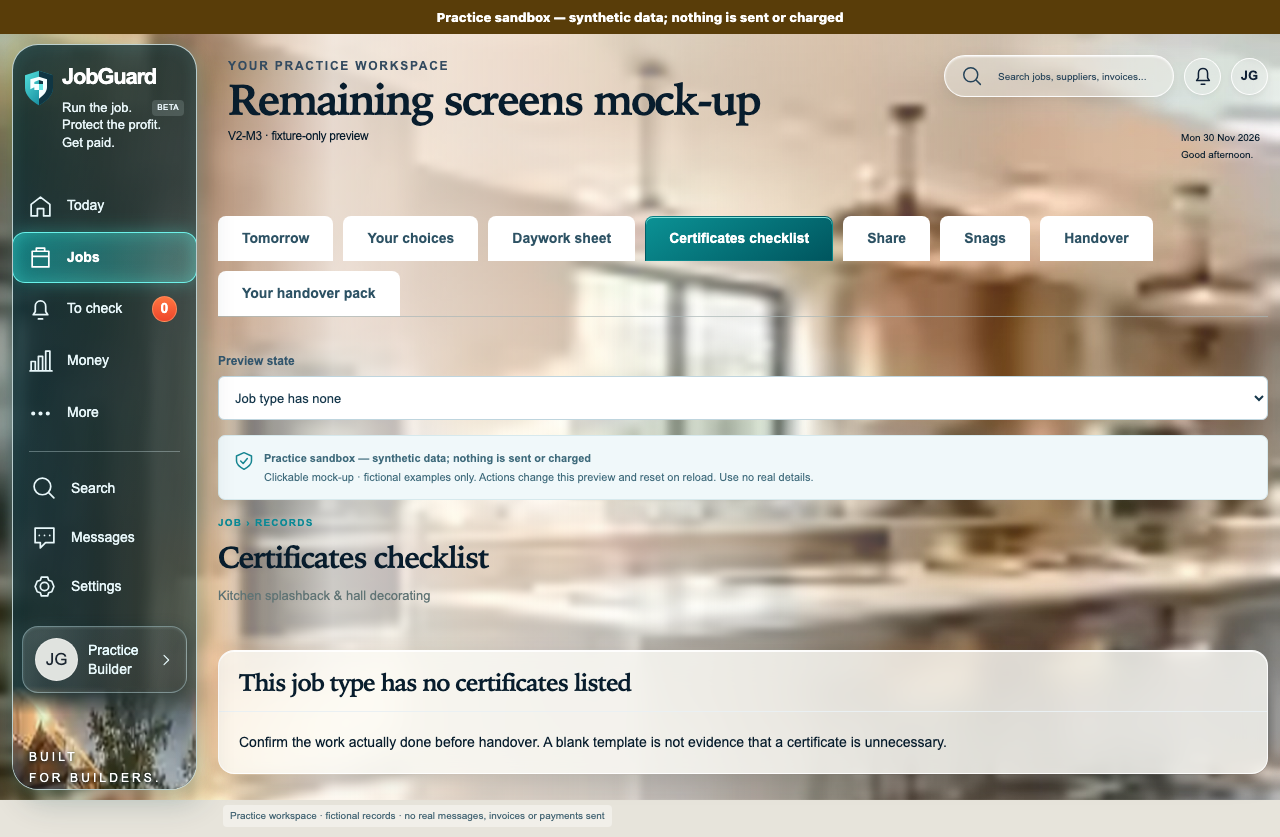 Practice sandbox — synthetic data; nothing is sent or charged
JobGuard
Run the job.
BETA
Protect the profit.
Get paid.
Today
Jobs
To check
0
Money
More
Search
Messages
Settings
JG
Practice
Builder
BUILT
FOR BUILDERS.
YOUR PRACTICE WORKSPACE
Remaining screens mock-up
V2-M3 · fixture-only preview
Search jobs, suppliers, invoices...
JG
Mon 30 Nov 2026
Good afternoon.
Tomorrow
Your choices
Daywork sheet
Certificates checklist
Share
Snags
Handover
Your handover pack
Preview state
Job type has none
Practice sandbox — synthetic data; nothing is sent or charged
Clickable mock-up · fictional examples only. Actions change this preview and reset on reload. Use no real details.
JOB › RECORDS
Certificates checklist
Kitchen splashback & hall decorating
This job type has no certificates listed
Confirm the work actually done before handover. A blank template is not evidence that a certificate is unnecessary.
Practice workspace · fictional records · no real messages, invoices or payments sent